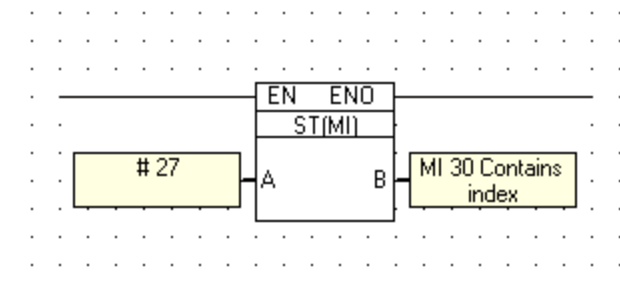 EN ENO
ST(MI)
# 27
A
B
MI 30 Contains
index